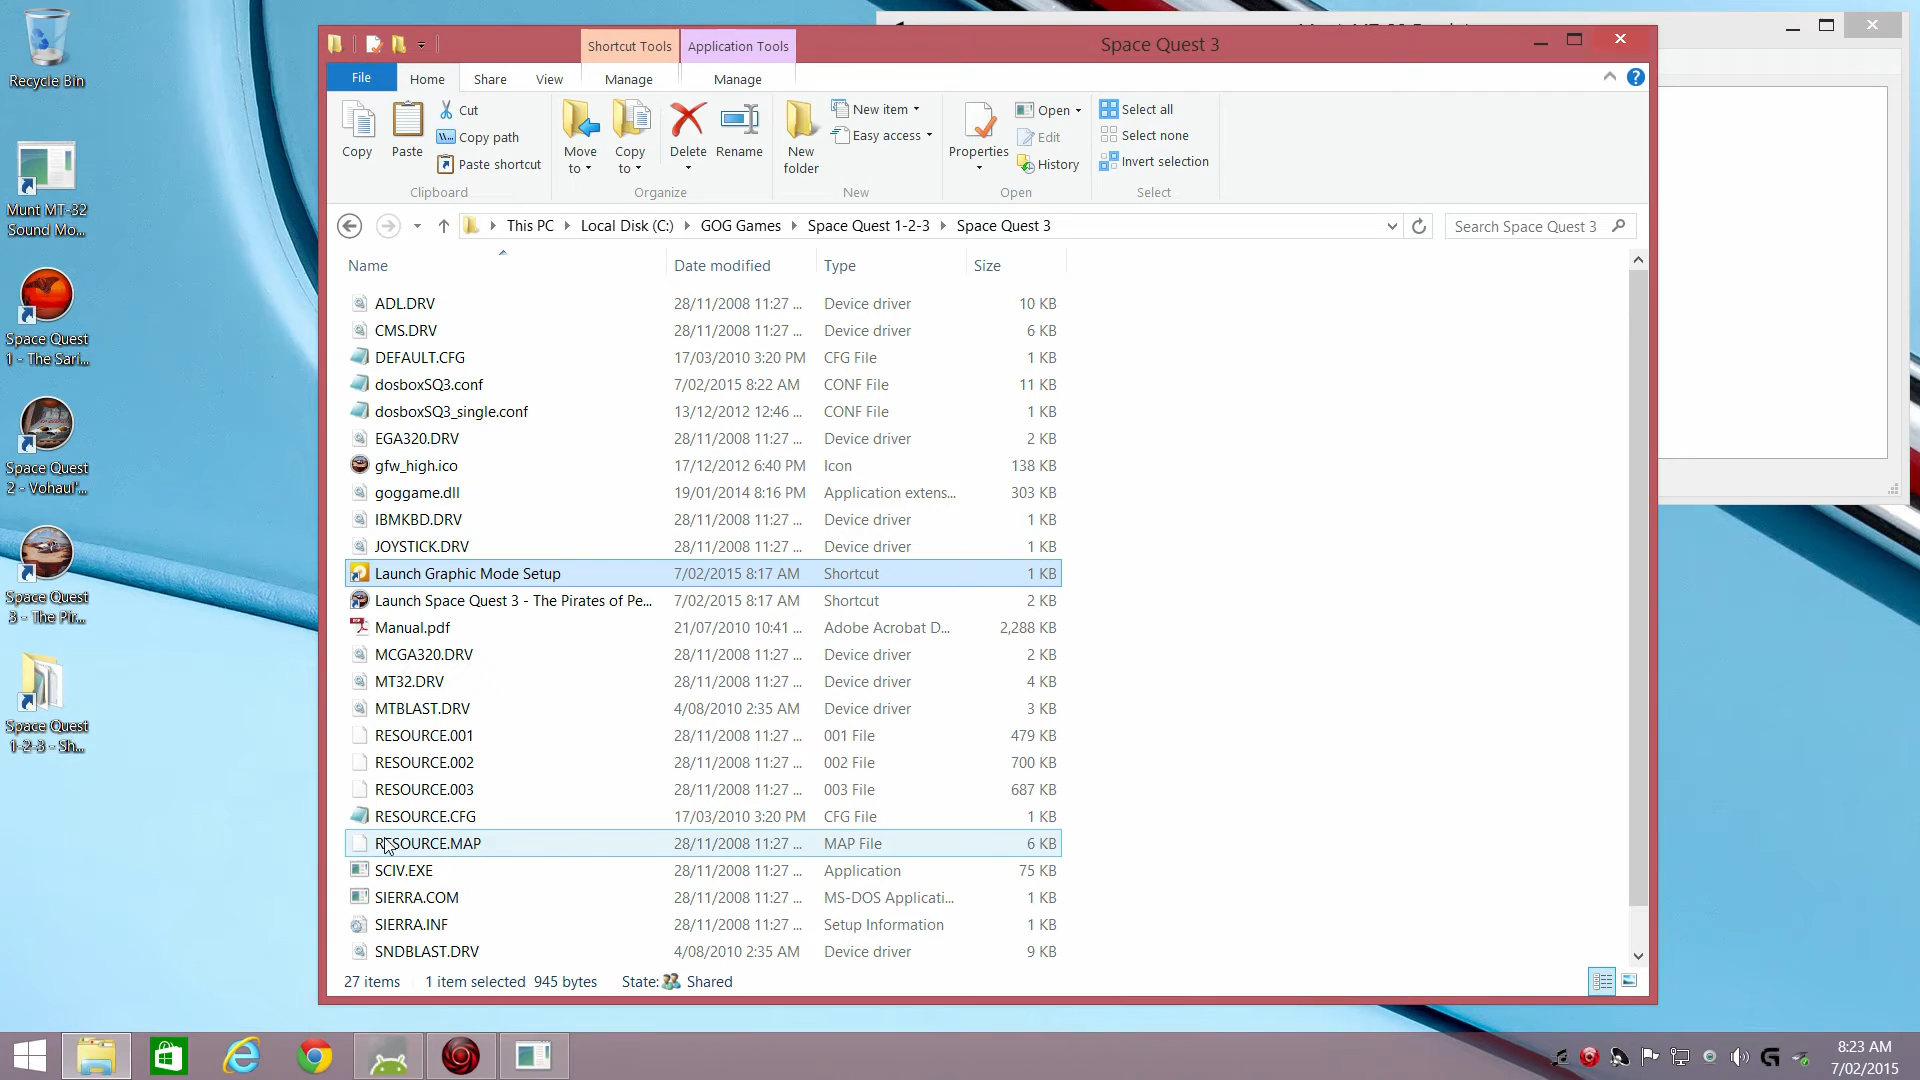 Recycle Bin
Munt MT-32
Sound Mo...
Space Quest
1 - The Sari...
Space Quest
2 - Vohaul'...
Space Quest
3 - The Pir...
Space Quest
1-2-3 - Sh...
Shortcut Tools
Application Tools
Space Quest 3
File
Home
Share
View
Manage
Manage
Copy
Paste
Cut
Copy path
Paste shortcut
Clipboard
Move to
Copy to
Delete
Rename
Organize
New folder
New item
Easy access
New
Properties
Open
Edit
History
Open
Select all
Select none
Invert selection
Select
This PC
Local Disk (C:)
GOG Games
Space Quest 1-2-3
Space Quest 3
Search Space Quest 3
Name Date modified Type Size
ADL.DRV 28/11/2008 11:27 ... Device driver 10 KB
CMS.DRV 28/11/2008 11:27 ... Device driver 6 KB
DEFAULT.CFG 17/03/2010 3:20 PM CFG File 1 KB
dosboxSQ3.conf 7/02/2015 8:22 AM CONF File 11 KB
dosboxSQ3_single.conf 13/12/2012 12:46 ... CONF File 1 KB
EGA320.DRV 28/11/2008 11:27 ... Device driver 2 KB
gfw_high.ico 17/12/2012 6:40 PM Icon 138 KB
goggame.dll 19/01/2014 8:16 PM Application extens... 303 KB
IBMKBD.DRV 28/11/2008 11:27 ... Device driver 1 KB
JOYSTICK.DRV 28/11/2008 11:27 ... Device driver 1 KB
Launch Graphic Mode Setup 7/02/2015 8:17 AM Shortcut 1 KB
Launch Space Quest 3 - The Pirates of Pe... 7/02/2015 8:17 AM Shortcut 2 KB
Manual.pdf 21/07/2010 10:41 ... Adobe Acrobat D... 2,288 KB
MCGA320.DRV 28/11/2008 11:27 ... Device driver 2 KB
MT32.DRV 28/11/2008 11:27 ... Device driver 4 KB
MTBLAST.DRV 4/08/2010 2:35 AM Device driver 3 KB
RESOURCE.001 28/11/2008 11:27 ... 001 File 479 KB
RESOURCE.002 28/11/2008 11:27 ... 002 File 700 KB
RESOURCE.003 28/11/2008 11:27 ... 003 File 687 KB
RESOURCE.CFG 17/03/2010 3:20 PM CFG File 1 KB
RESOURCE.MAP 28/11/2008 11:27 ... MAP File 6 KB
SCIV.EXE 28/11/2008 11:27 ... Application 75 KB
SIERRA.COM 28/11/2008 11:27 ... MS-DOS Applicati... 1 KB
SIERRA.INF 28/11/2008 11:27 ... Setup Information 1 KB
SNDBLAST.DRV 4/08/2010 2:35 AM Device driver 9 KB
27 items 1 item selected 945 bytes State: Shared
8:23 AM
7/02/2015